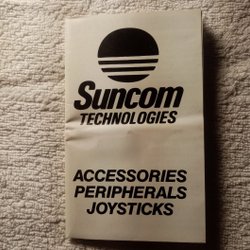 Suncom
TECHNOLOGIES
ACCESSORIES
PERIPHERALS
JOYSTICKS